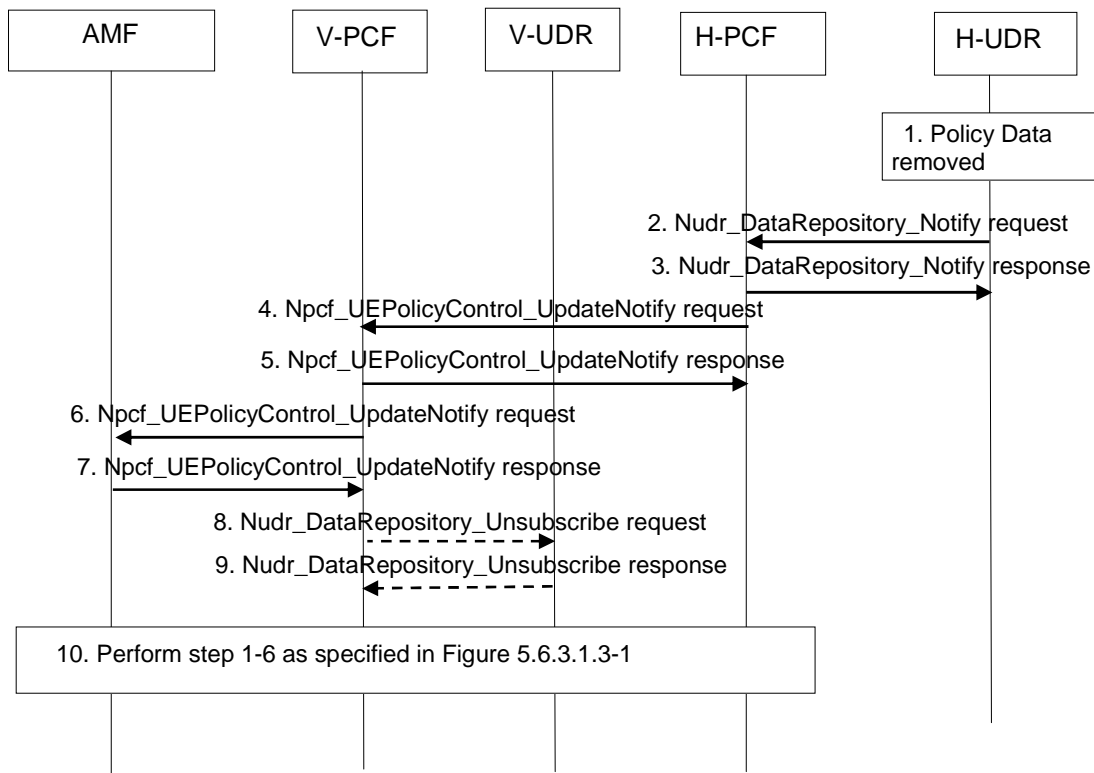 AMF
V-PCF
V-UDR
H-PCF
H-UDR
1. Policy Data
removed
2. Nudr_DataRepository_Notify request
3. Nudr_DataRepository_Notify response
4. Npcf_UEPolicyControl_UpdateNotify request
5. Npcf_UEPolicyControl_UpdateNotify response
6. Npcf_UEPolicyControl_UpdateNotify request
7. Npcf_UEPolicyControl_UpdateNotify response
8. Nudr_DataRepository_Unsubscribe request
9. Nudr_DataRepository_Unsubscribe response
10. Perform step 1-6 as specified in Figure 5.6.3.1.3-1